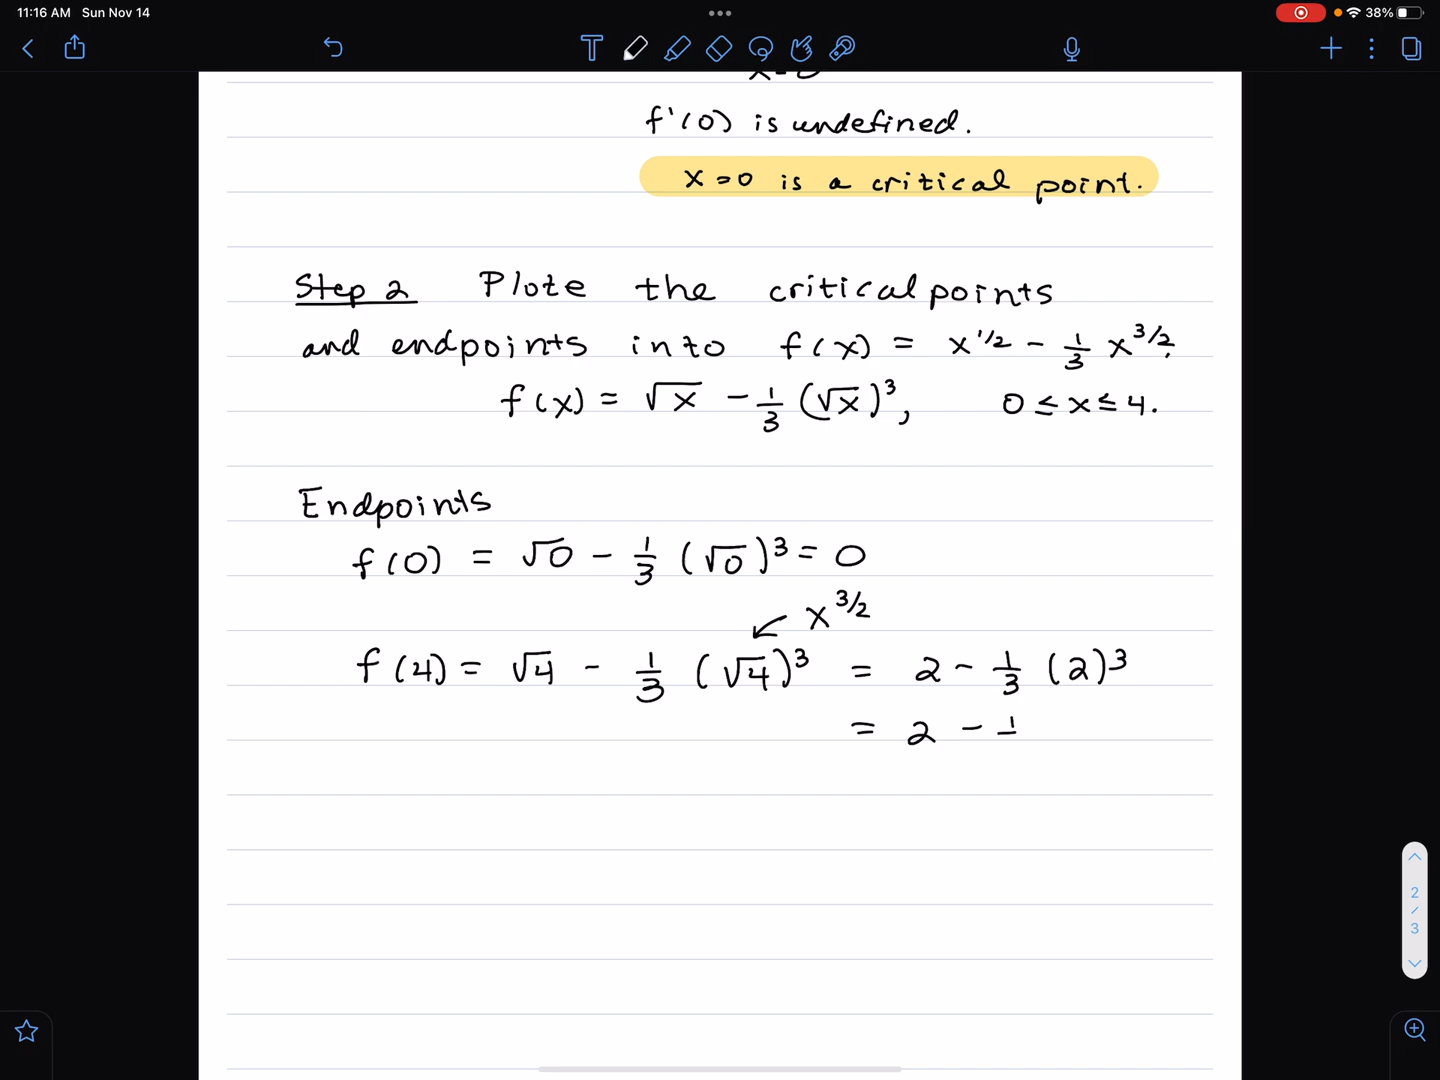 11:16 AM Sun Nov 14
38%
T
x = 0
f'(0) is undefined.
x = 0 is a critical point.
Step 2 Plote the critical points
and endpoints into f(x) = x^1/2 - 1/3 x^3/2.
f(x) = √x - 1/3 (√x)^3, 0 ≤ x ≤ 4.
Endpoints
f(0) = √0 - 1/3 (√0)^3 = 0
x^3/2
f(4) = √4 - 1/3 (√4)^3 = 2 - 1/3 (2)^3
= 2 - 1
2
/
3